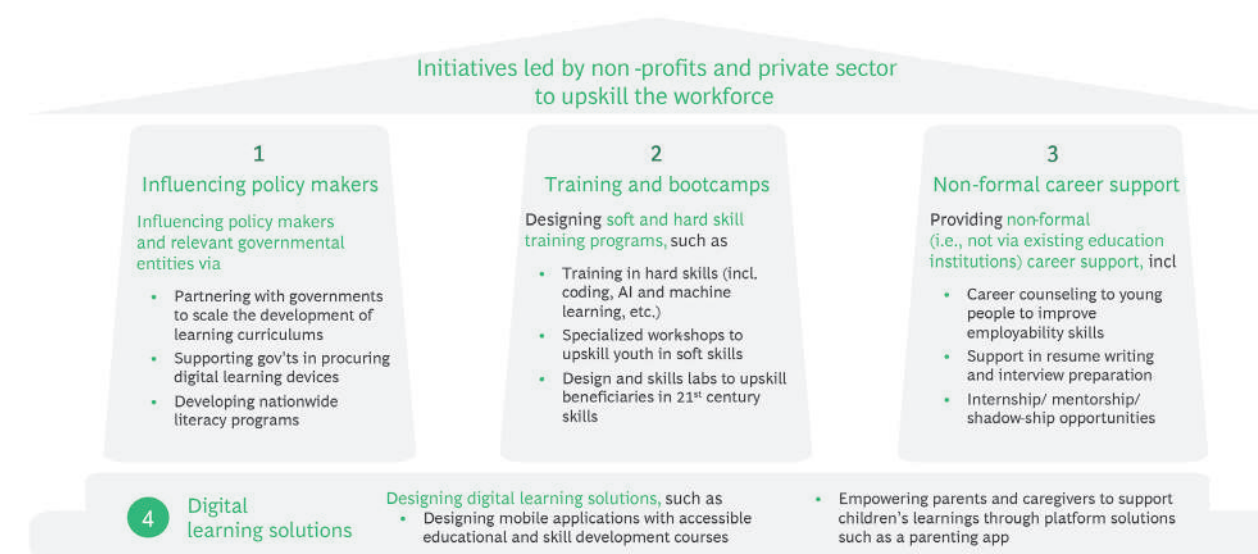 Initiatives led by non-profits and private sector
to upskill the workforce
1
Influencing policy makers
Influencing policy makers
and relevant governmental
entities via
• Partnering with governments
to scale the development of
learning curriculums
• Supporting gov'ts in procuring
digital learning devices
• Developing nationwide
literacy programs
2
Training and bootcamps
Designing soft and hard skill
training programs, such as
• Training in hard skills (incl.
coding, AI and machine
learning, etc.)
• Specialized workshops to
upskill youth in soft skills
• Design and skills labs to upskill
beneficiaries in 21st century
skills
3
Non-formal career support
Providing non-formal
(i.e., not via existing education
institutions) career support, incl
• Career counseling to young
people to improve
employability skills
• Support in resume writing
and interview preparation
• Internship/ mentorship/
shadow-ship opportunities
4
Digital
learning solutions
Designing digital learning solutions, such as
• Designing mobile applications with accessible
educational and skill development courses
• Empowering parents and caregivers to support
children's learnings through platform solutions
such as a parenting app